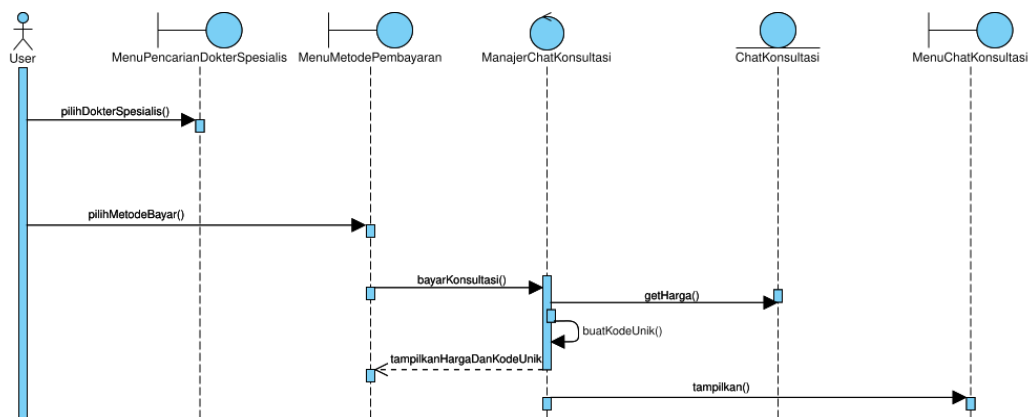 User
MenuPencarianDokterSpesialis
MenuMetodePembayaran
ManajerChatKonsultasi
ChatKonsultasi
MenuChatKonsultasi
pilihDokterSpesialis()
pilihMetodeBayar()
bayarKonsultasi()
getHarga()
buatKodeUnik()
tampilkanHargaDanKodeUnik
tampilkan()